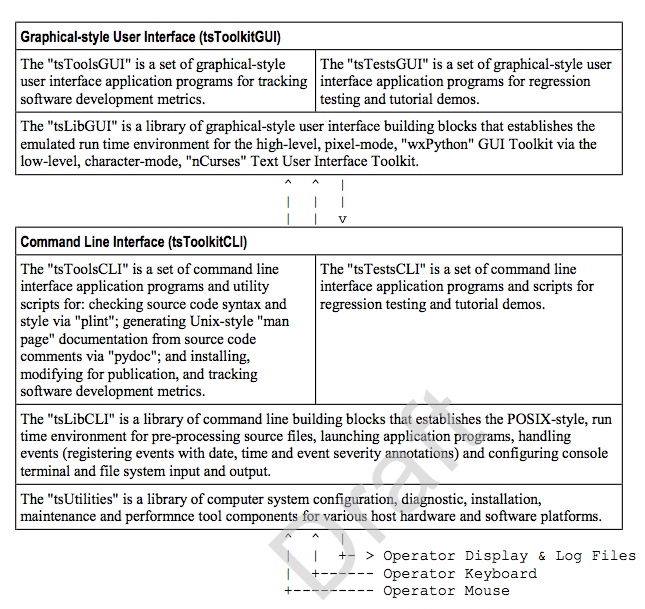 Graphical-style User Interface (tsToolkitGUI)
The "tsToolsGUI" is a set of graphical-style
user interface application programs for tracking
software development metrics.
The "tsTestsGUI" is a set of graphical-style user
interface application programs for regression
testing and tutorial demos.
The "tsLibGUI" is a library of graphical-style user interface building blocks that establishes the
emulated run time environment for the high-level, pixel-mode, "wxPython" GUI Toolkit via the
low-level, character-mode, "nCurses" Text User Interface Toolkit.
^ ^ |
| | |
| | v
Command Line Interface (tsToolkitCLI)
The "tsToolsCLI" is a set of command line
interface application programs and utility
scripts for: checking source code syntax and
style via "plint"; generating Unix-style "man
page" documentation from source code
comments via "pydoc"; and installing,
modifying for publication, and tracking
software development metrics.
The "tsTestsCLI" is a set of command line
interface application programs and scripts for
regression testing and tutorial demos.
The "tsLibCLI" is a library of command line building blocks that establishes the POSIX-style, run
time environment for pre-processing source files, launching application programs, handling
events (registering events with date, time and event severity annotations) and configuring console
terminal and file system input and output.
The "tsUtilities" is a library of computer system configuration, diagnostic, installation,
maintenance and performnce tool components for various host hardware and software platforms.
^ ^ |
| | +- > Operator Display & Log Files
| +------ Operator Keyboard
+--------- Operator Mouse
Draft